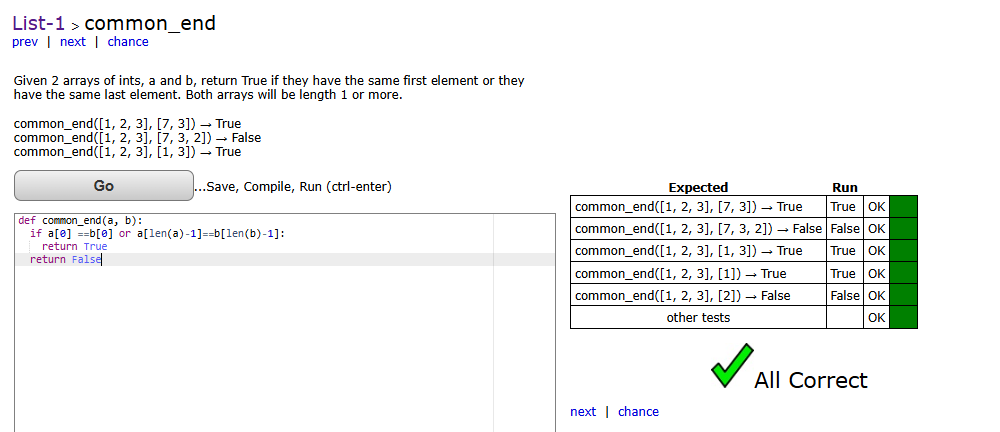 List-1 > common_end
prev | next | chance
Given 2 arrays of ints, a and b, return True if they have the same first element or they
have the same last element. Both arrays will be length 1 or more.
common_end([1, 2, 3], [7, 3]) → True
common_end([1, 2, 3], [7, 3, 2]) → False
common_end([1, 2, 3], [1, 3]) → True
Go ...Save, Compile, Run (ctrl-enter)
def common_end(a, b):
  if a[0] ==b[0] or a[len(a)-1]==b[len(b)-1]:
    return True
  return False
Expected Run
common_end([1, 2, 3], [7, 3]) → True True OK
common_end([1, 2, 3], [7, 3, 2]) → False False OK
common_end([1, 2, 3], [1, 3]) → True True OK
common_end([1, 2, 3], [1]) → True True OK
common_end([1, 2, 3], [2]) → False False OK
other tests OK
All Correct
next | chance